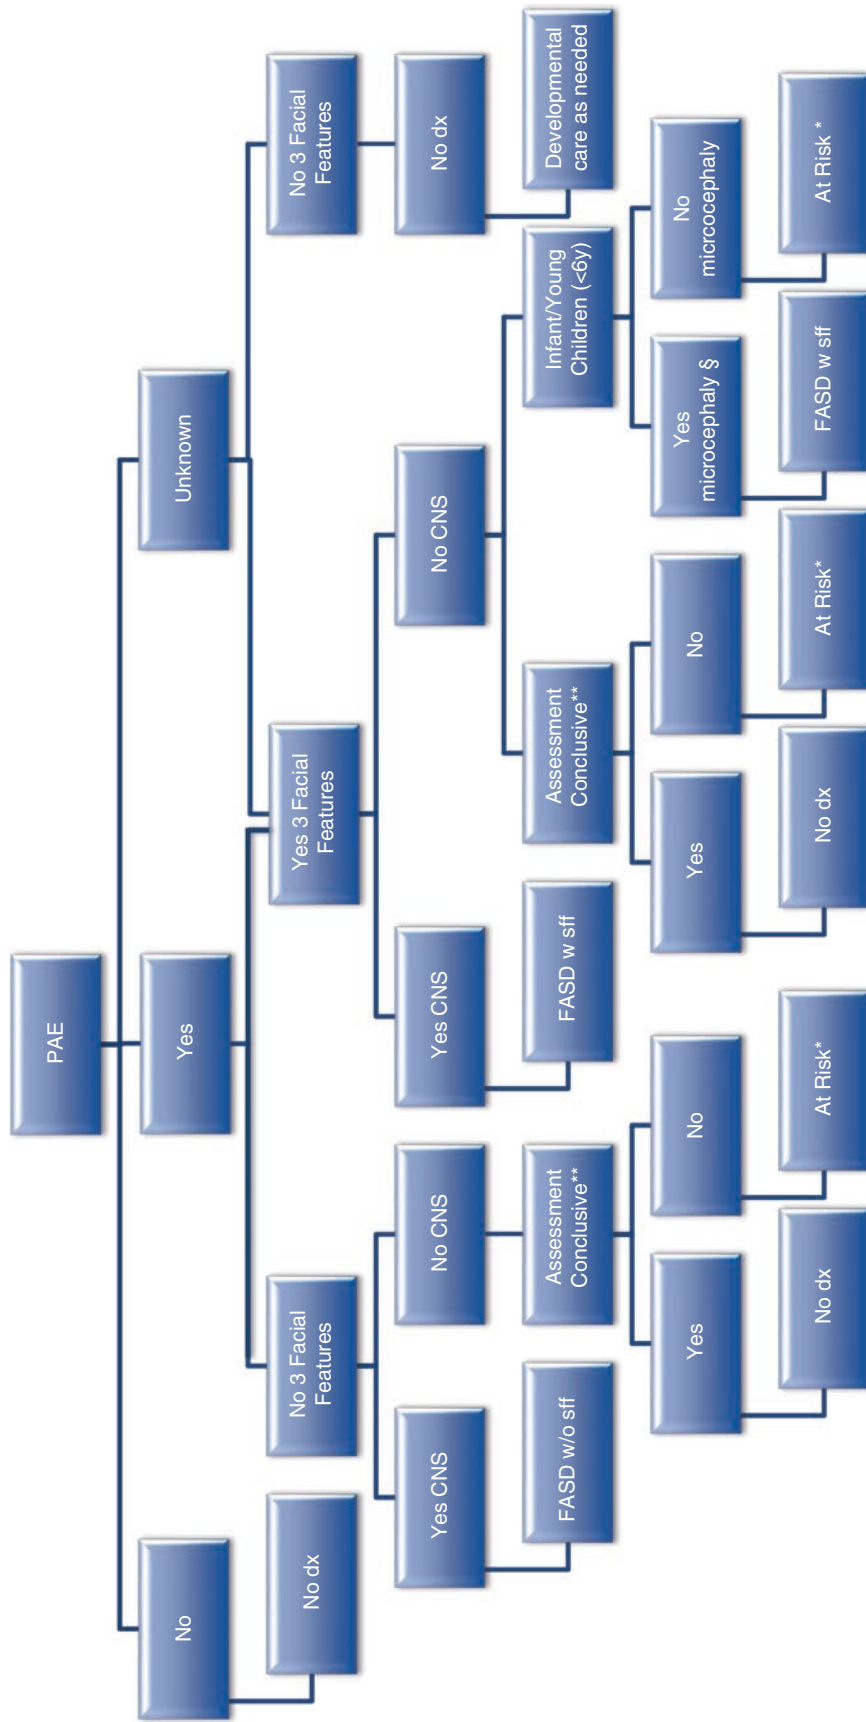 PAE
No
Yes
Unknown
No dx
No 3 Facial
Features
Yes 3 Facial
Features
No 3 Facial
Features
Yes CNS
No CNS
Yes CNS
No CNS
No dx
FASD w/o sff
Assessment
Conclusive**
FASD w sff
Assessment
Conclusive**
Infant/Young
Children (<6y)
Developmental
care as needed
Yes
No
Yes
No
Yes
microcephaly §
No
micrcocephaly
No dx
At Risk*
No dx
At Risk*
FASD w sff
At Risk *